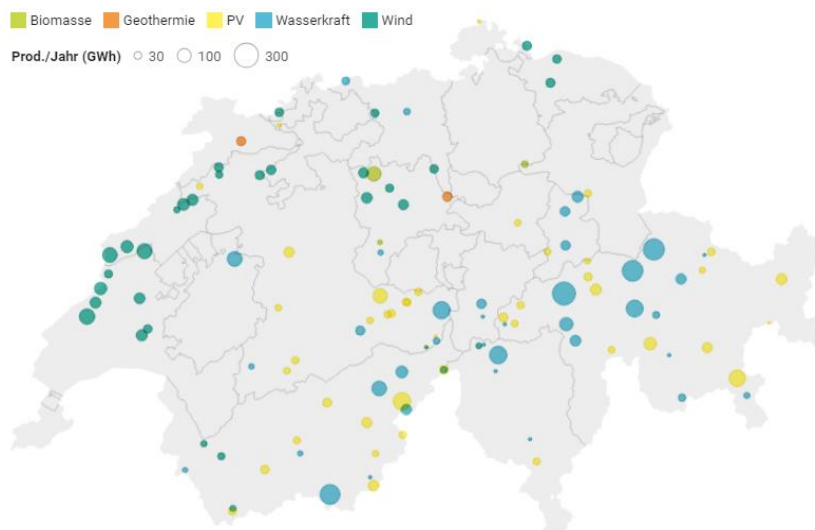 Biomasse Geothermie PV Wasserkraft Wind
Prod./Jahr (GWh) 30 100 300